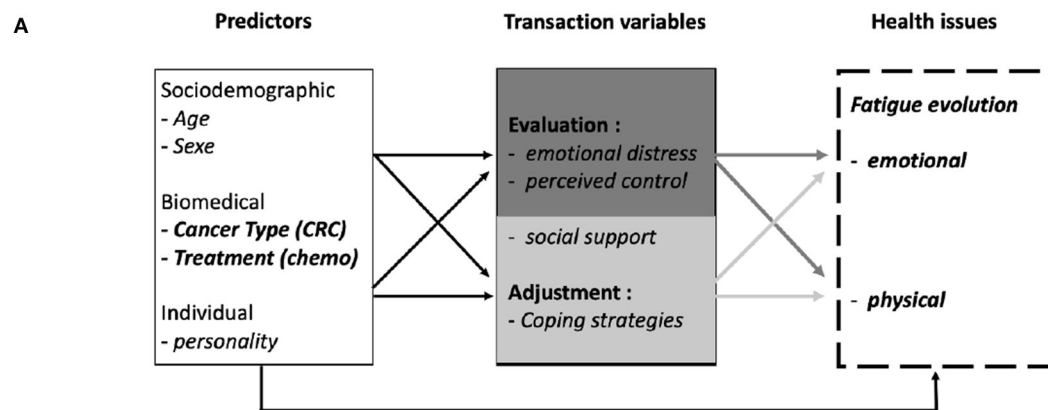 A
Predictors
Transaction variables
Health issues
Sociodemographic
- Age
- Sexe
Biomedical
- Cancer Type (CRC)
- Treatment (chemo)
Individual
- personality
Evaluation :
- emotional distress
- perceived control
- social support
Adjustment :
- Coping strategies
Fatigue evolution
- emotional
- physical